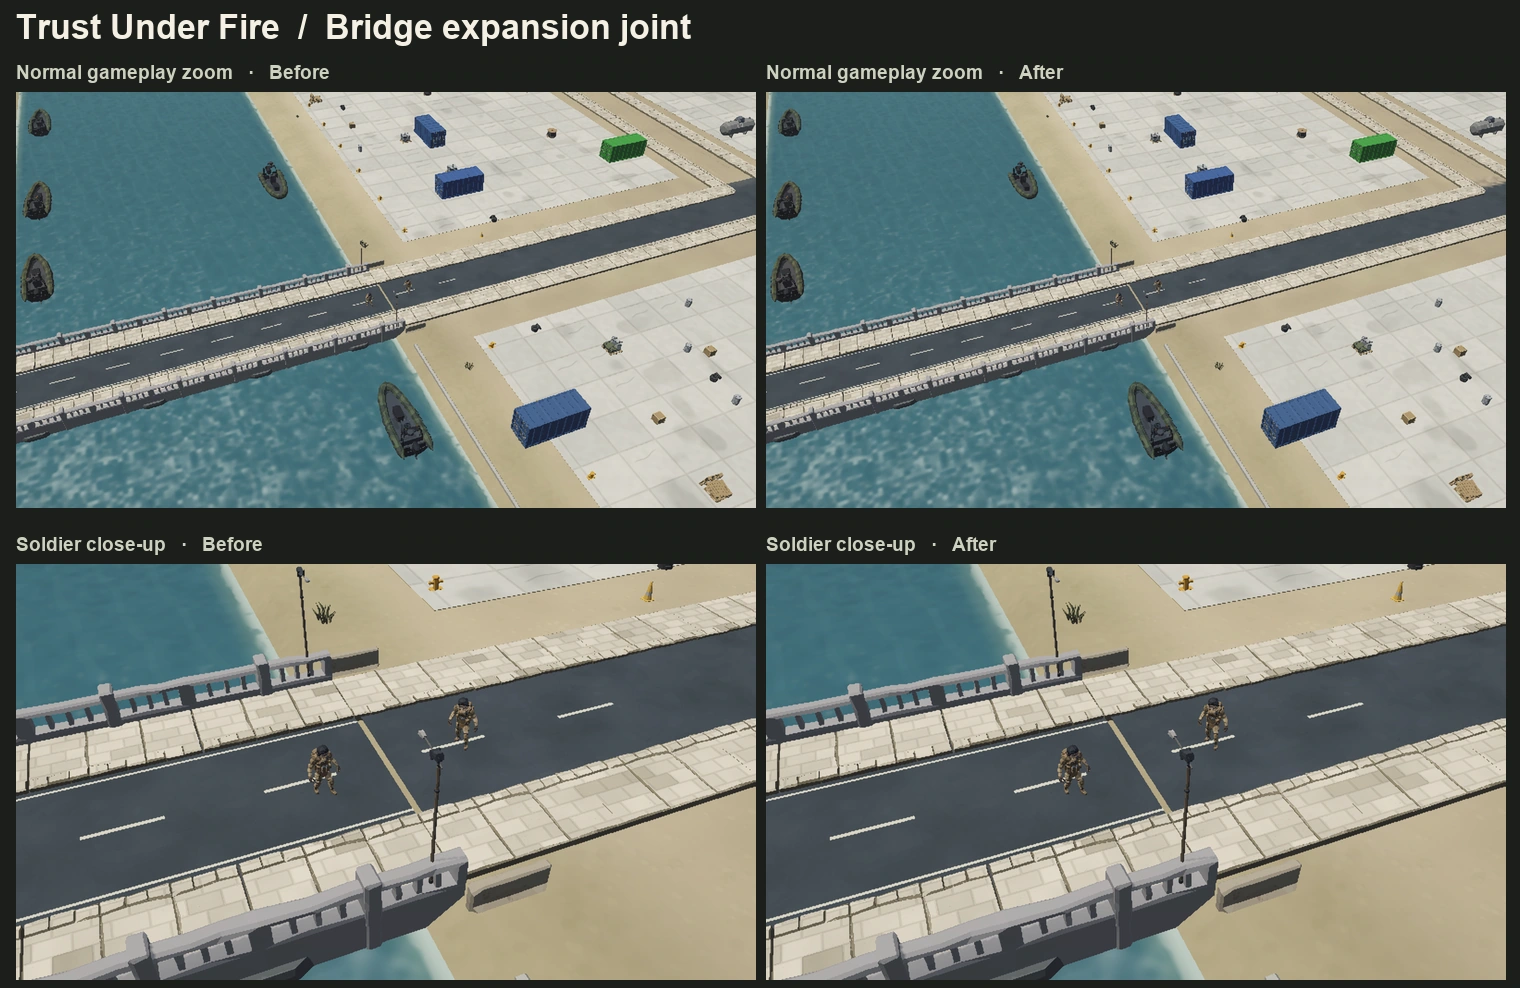 Trust Under Fire / Bridge expansion joint
Normal gameplay zoom · Before
Normal gameplay zoom · After
Soldier close-up · Before
Soldier close-up · After